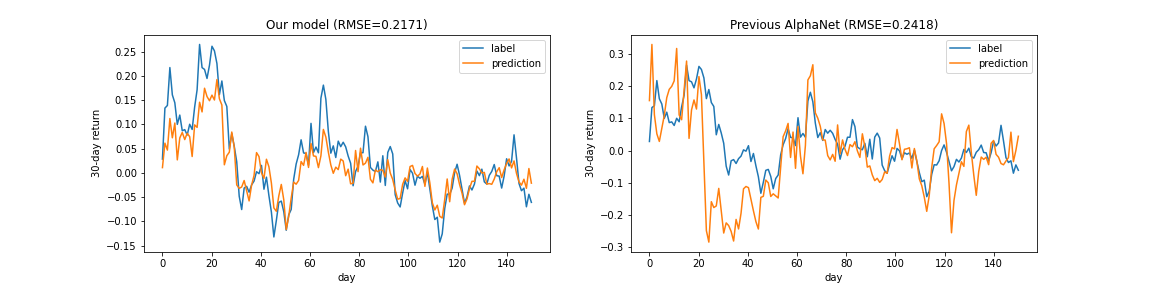 Our model (RMSE=0.2171)
label
prediction
30-day return
0.25
0.20
0.15
0.10
0.05
0.00
−0.05
−0.10
−0.15
0 20 40 60 80 100 120 140
day
Previous AlphaNet (RMSE=0.2418)
label
prediction
30-day return
0.3
0.2
0.1
0.0
−0.1
−0.2
−0.3
0 20 40 60 80 100 120 140
day